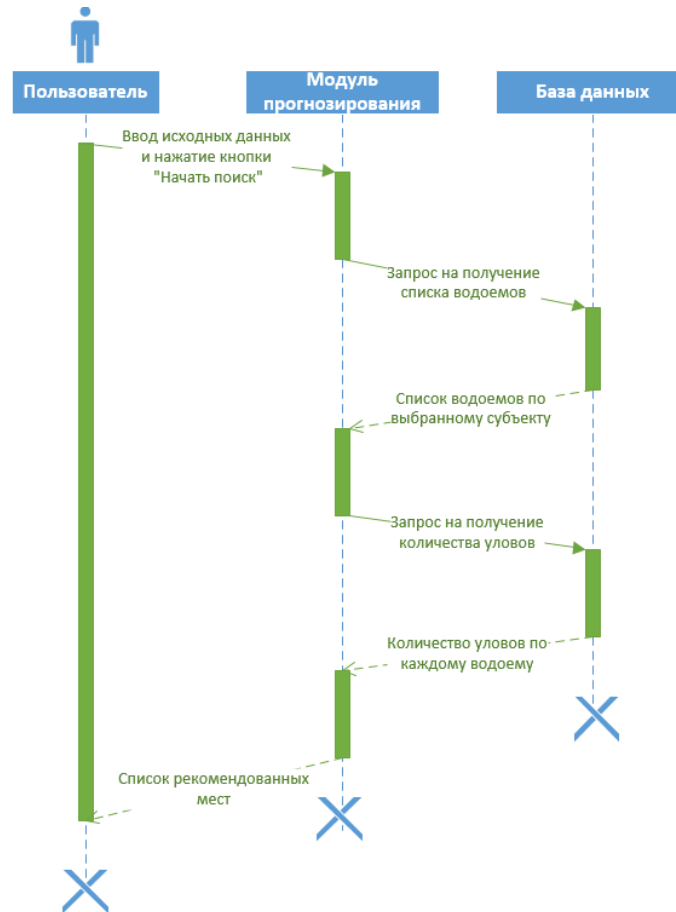 Пользователь
Модуль
прогнозирования
База данных
Ввод исходных данных
и нажатие кнопки
"Начать поиск"
Запрос на получение
списка водоемов
Список водоемов по
выбранному субъекту
Запрос на получение
количества уловов
Количество уловов по
каждому водоему
Список рекомендованных
мест